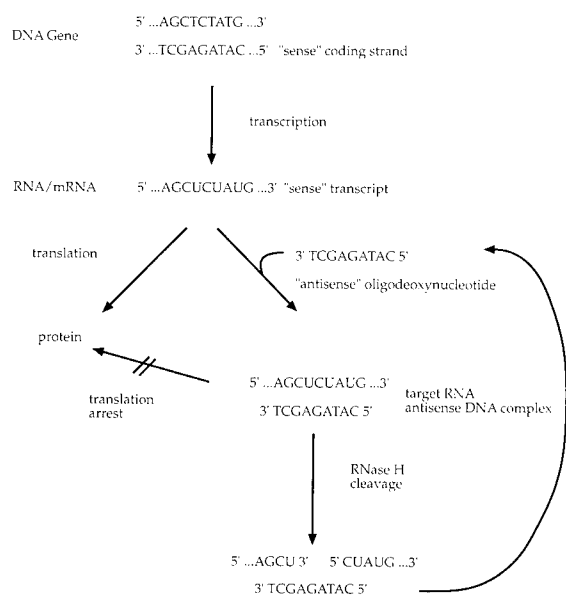 5' ...AGCTCTATG ...3'
DNA Gene
3' ...TCGAGATAC ...5' "sense" coding strand
transcription
RNA/mRNA 5' ...AGCUCUAUG ...3' "sense" transcript
translation
3' TCGAGATAC 5'
"antisense" oligodeoxynucleotide
protein
translation
arrest
5' ...AGCUCUAUG ...3'
3' TCGAGATAC 5'
target RNA
antisense DNA complex
RNase H
cleavage
5' ...AGCU 3' 5' CUAUG ...3'
3' TCGAGATAC 5'